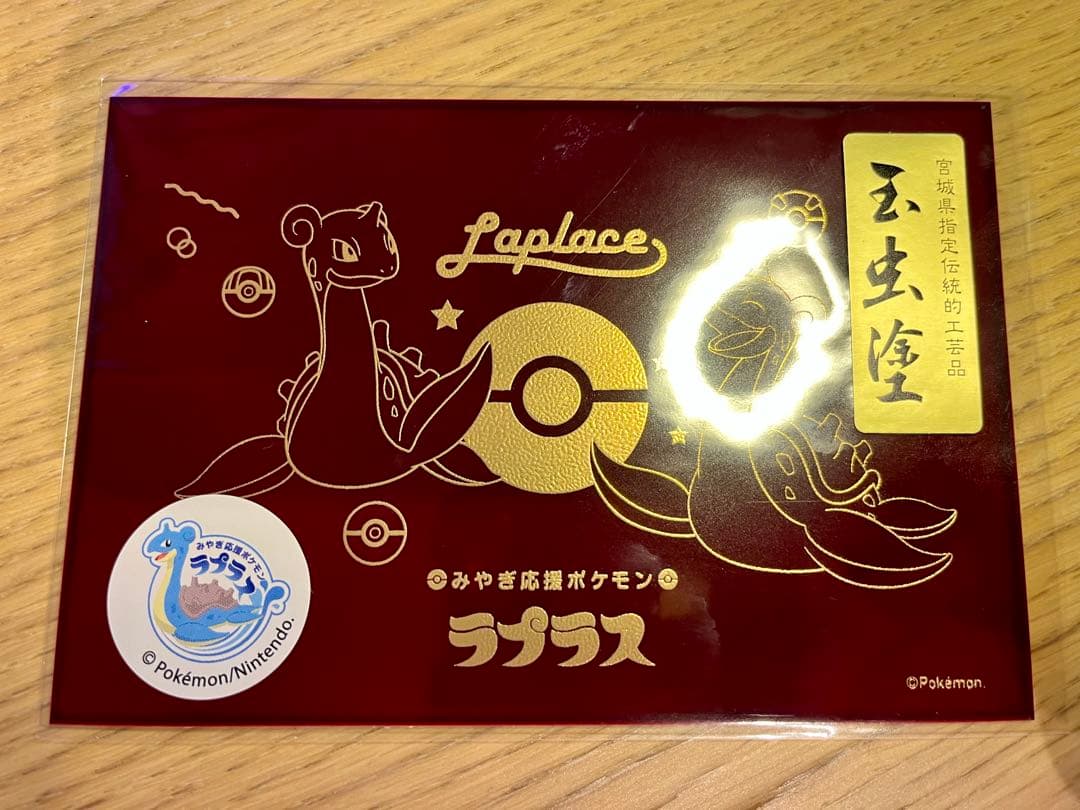 Laplace
宮城県指定伝統的工芸品
玉虫塗
みやぎ応援ポケモン
ラプラス
みやぎ応援ポケモン
ラプラス
©Pokémon/Nintendo.
©Pokémon.